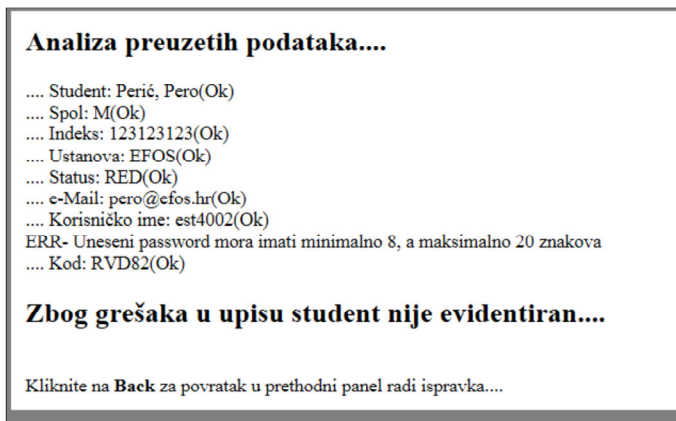 Analiza preuzetih podataka....
.... Student: Perić, Pero(Ok)
.... Spol: M(Ok)
.... Indeks: 123123123(Ok)
.... Ustanova: EFOS(Ok)
.... Status: RED(Ok)
.... e-Mail: pero@efos.hr(Ok)
.... Korisničko ime: est4002(Ok)
ERR- Uneseni password mora imati minimalno 8, a maksimalno 20 znakova
.... Kod: RVD82(Ok)
Zbog grešaka u upisu student nije evidentiran....
Kliknite na Back za povratak u prethodni panel radi ispravka....